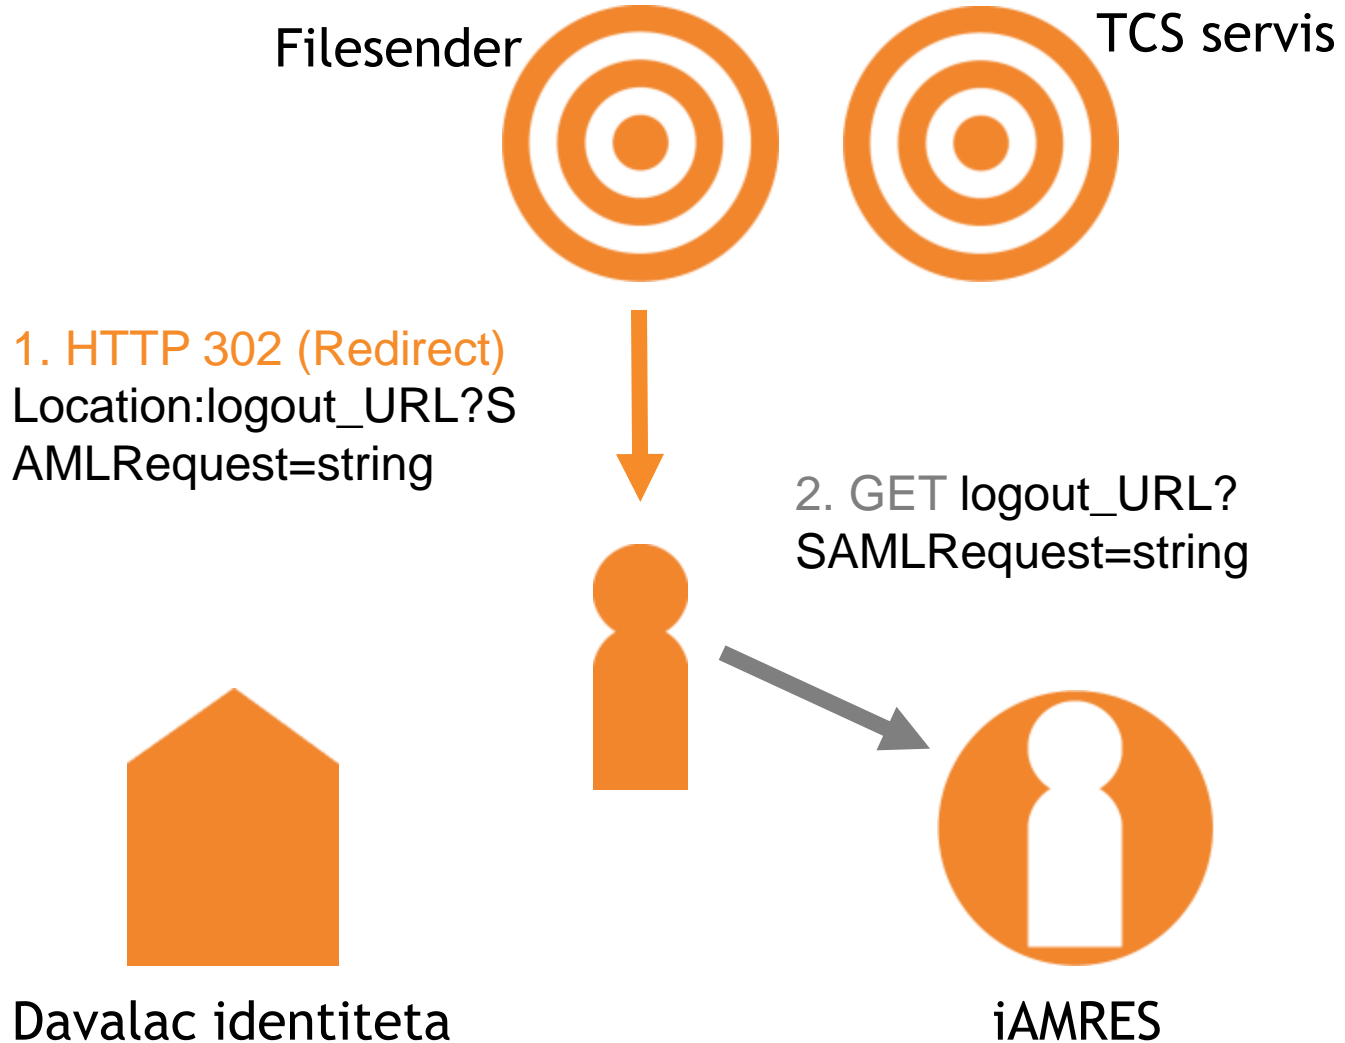 Filesender
TCS servis
1. HTTP 302 (Redirect)
Location:logout_URL?S
AMLRequest=string
2. GET logout_URL?
SAMLRequest=string
Davalac identiteta
iAMRES